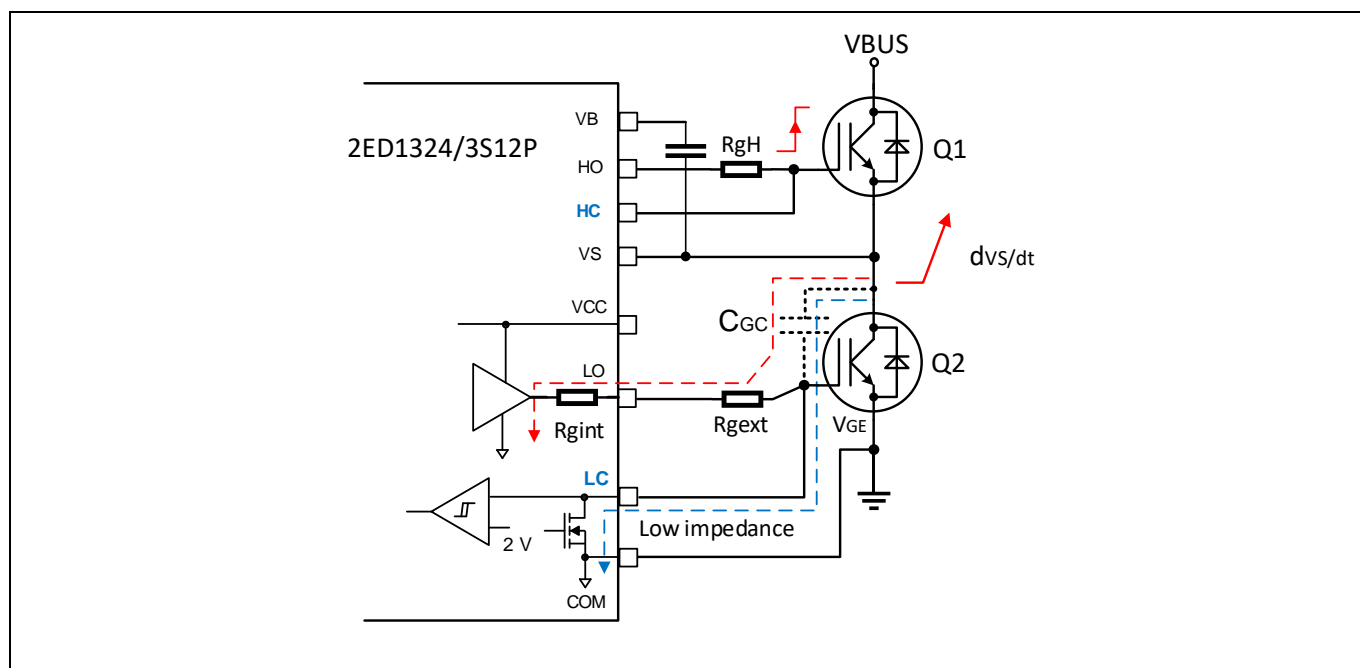 VBUS
2ED1324/3S12P
VB
RgH
Q1
HO
HC
VS
dVS/dt
VCC
CGC
LO
Q2
Rgint
Rgext
VGE
LC
Low impedance
2 V
COM